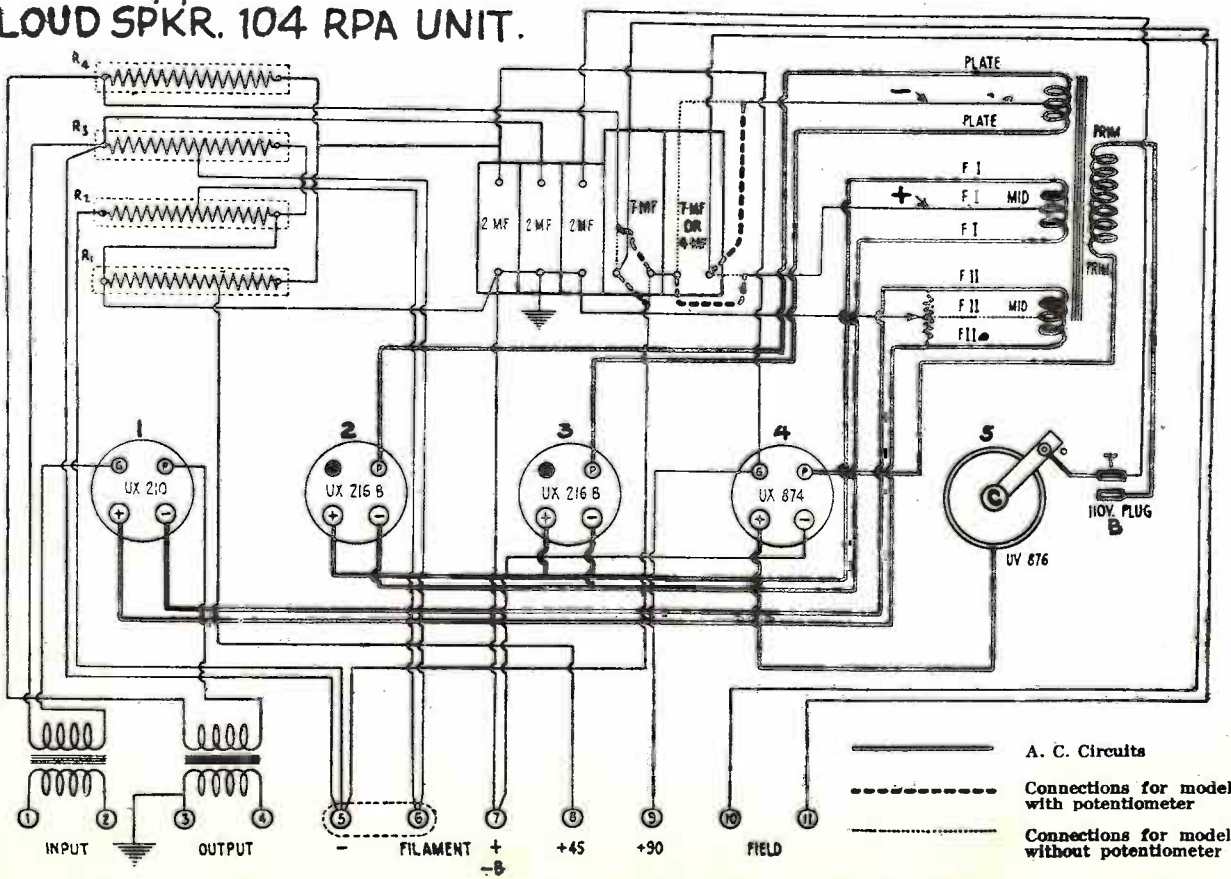 LOUD SPKR. 104 RPA UNIT.
R4
R3
R2
R1
PLATE
−
PLATE
PRIM
F I
+ F I MID
F I
PRIM
F II
F II MID
F II
2 MF 2 MF 2 MF 7 MF 7 MF
OR
4 MF
1 2 3 4 5
G P P P G P
UX 210 UX 216 B UX 216 B UX 874 C
+ − + − + − + −
T
110V. PLUG
B
UV 876
1 2 3 4 5 6 7 8 9 10 11
INPUT OUTPUT − FILAMENT + +45 +90 FIELD
-B
A. C. Circuits
Connections for model
with potentiometer
Connections for model
without potentiometer